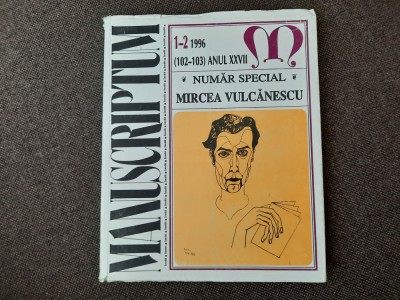 MANUSCRIPTUM
1-2 1996
(102-103) ANUL XXVII
NUMĂR SPECIAL
MIRCEA VULCĂNESCU